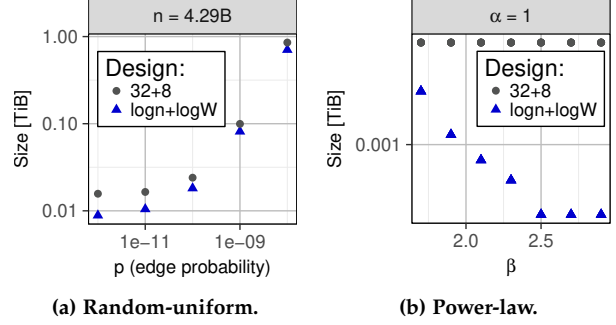 n = 4.29B
Size [TiB]
1.00
0.10
0.01
Design:
32+8
logn+logW
1e-11
1e-09
p (edge probability)
(a) Random-uniform.
α = 1
Size [TiB]
0.001
Design:
32+8
logn+logW
2.0
2.5
β
(b) Power-law.